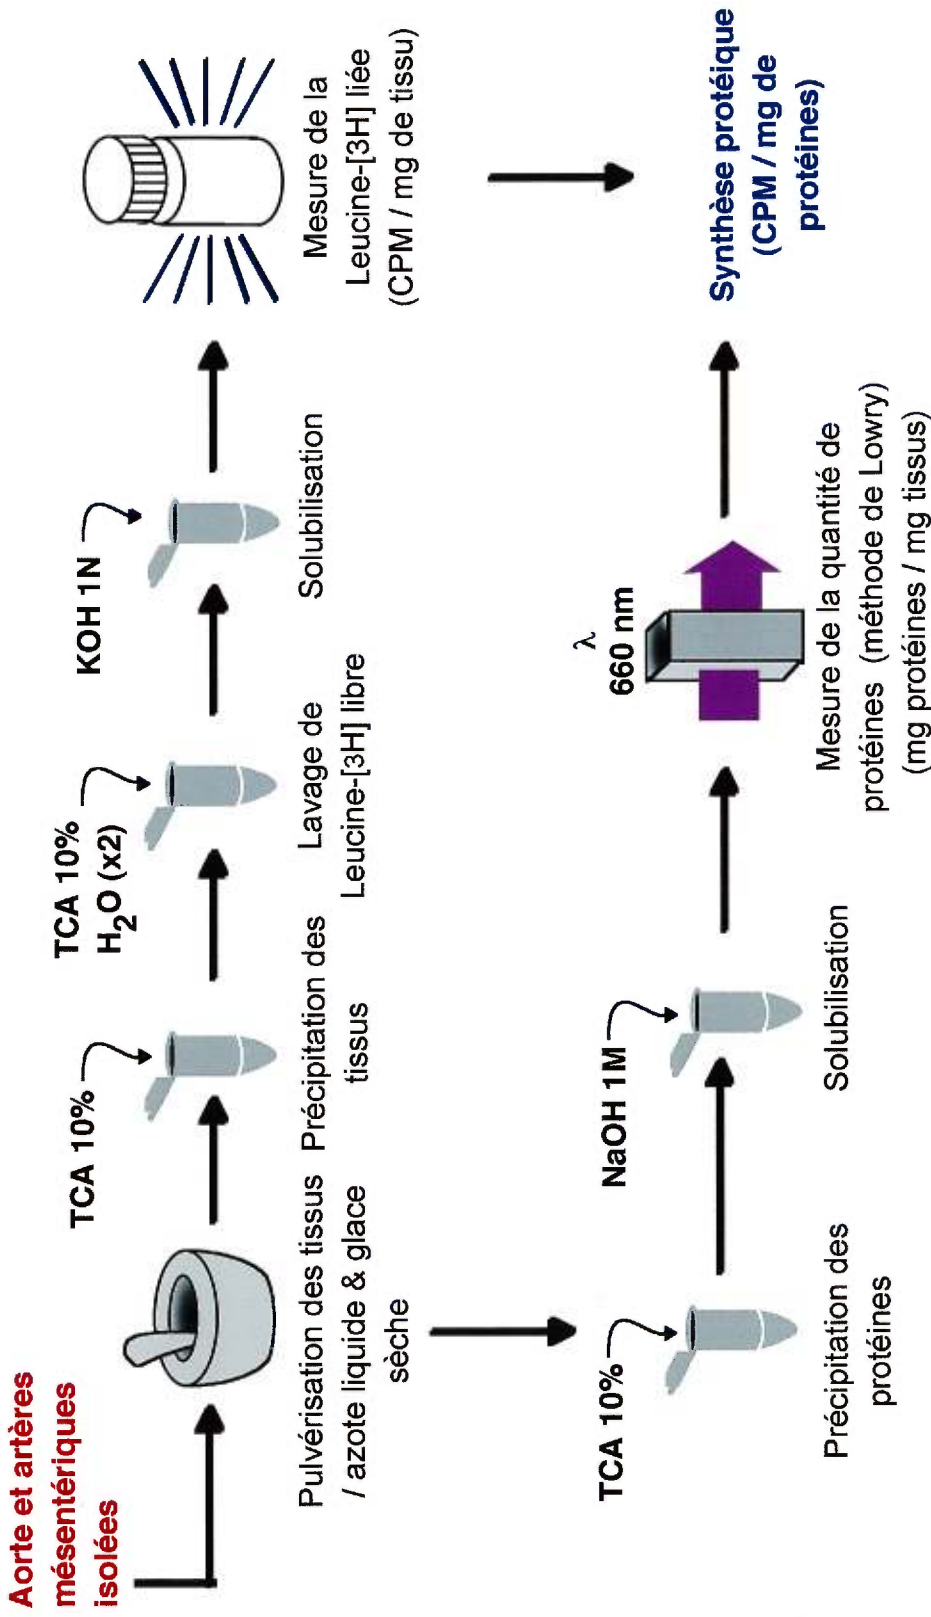 Aorte et artères
mésentériques
isolées
Pulvérisation des tissus
/ azote liquide & glace
sèche
TCA 10%
Précipitation des
tissus
TCA 10%
H₂O (x2)
Lavage de
Leucine-[3H] libre
KOH 1N
Solubilisation
Mesure de la
Leucine-[3H] liée
(CPM / mg de tissu)
TCA 10%
Précipitation des
protéines
NaOH 1M
Solubilisation
λ
660 nm
Mesure de la quantité de
protéines (méthode de Lowry)
(mg protéines / mg tissus)
Synthèse protéique
(CPM / mg de
protéines)